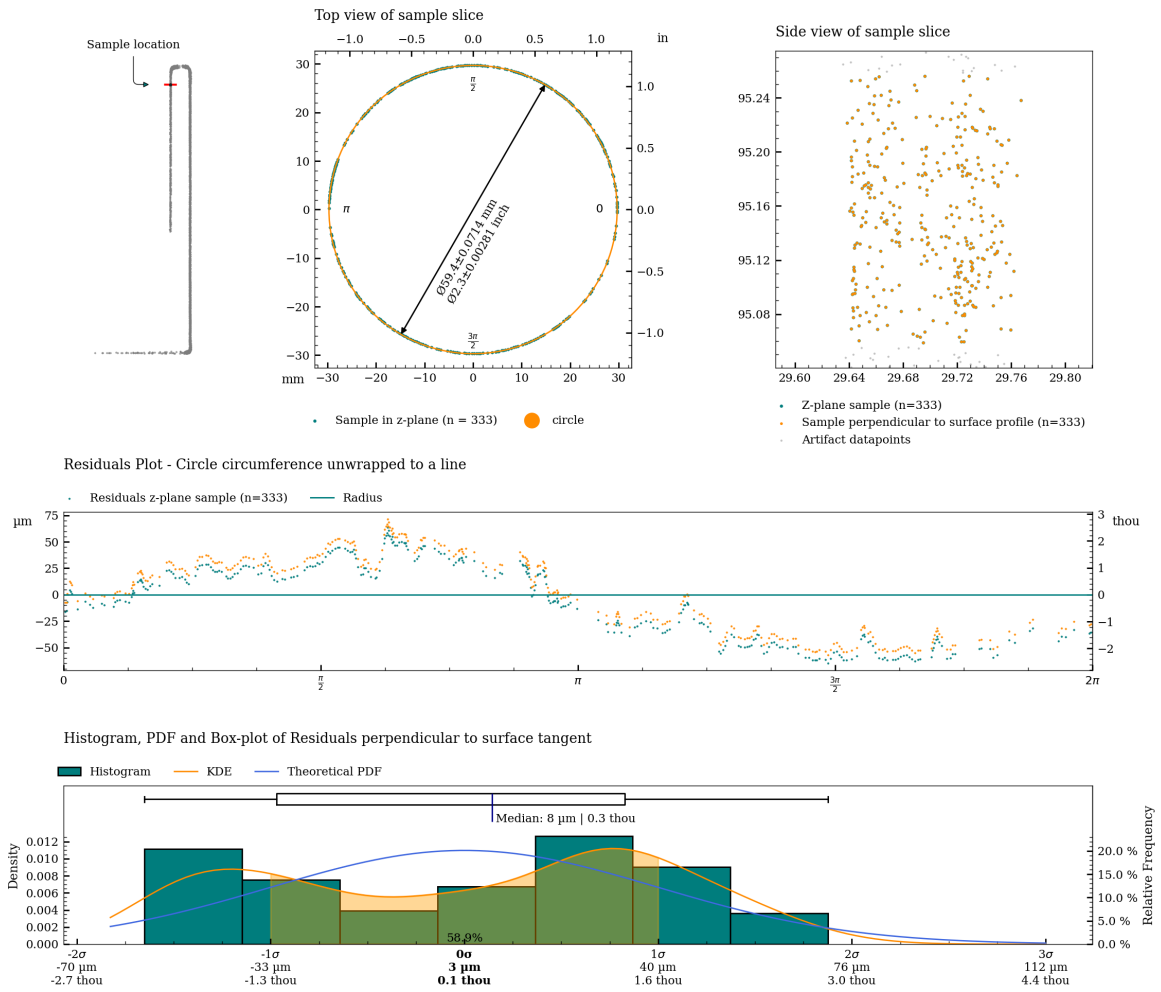 Sample location
Top view of sample slice
−1.0 −0.5 0.0 0.5 1.0 in
30
20
10
0
−10
−20
−30
mm
1.0
0.5
0.0
−0.5
−1.0
π/2
π
0
3π/2
Ø59.4±0.0714 mm
Ø2.3±0.00281 inch
−30 −20 −10 0 10 20 30
Sample in z-plane (n = 333) circle
Side view of sample slice
95.24
95.20
95.16
95.12
95.08
29.60 29.64 29.68 29.72 29.76 29.80
Z-plane sample (n=333)
Sample perpendicular to surface profile (n=333)
Artifact datapoints
Residuals Plot - Circle circumference unwrapped to a line
Residuals z-plane sample (n=333) Radius
µm
75
50
25
0
−25
−50
3
2
1
0
−1
−2
thou
0 π/2 π 3π/2 2π
Histogram, PDF and Box-plot of Residuals perpendicular to surface tangent
Histogram KDE Theoretical PDF
Median: 8 µm | 0.3 thou
Density
0.012
0.010
0.008
0.006
0.004
0.002
0.000
20.0 %
15.0 %
10.0 %
5.0 %
0.0 %
Relative Frequency
58.9%
-2σ -1σ 0σ 1σ 2σ 3σ
-70 µm -33 µm 3 µm 40 µm 76 µm 112 µm
-2.7 thou -1.3 thou 0.1 thou 1.6 thou 3.0 thou 4.4 thou